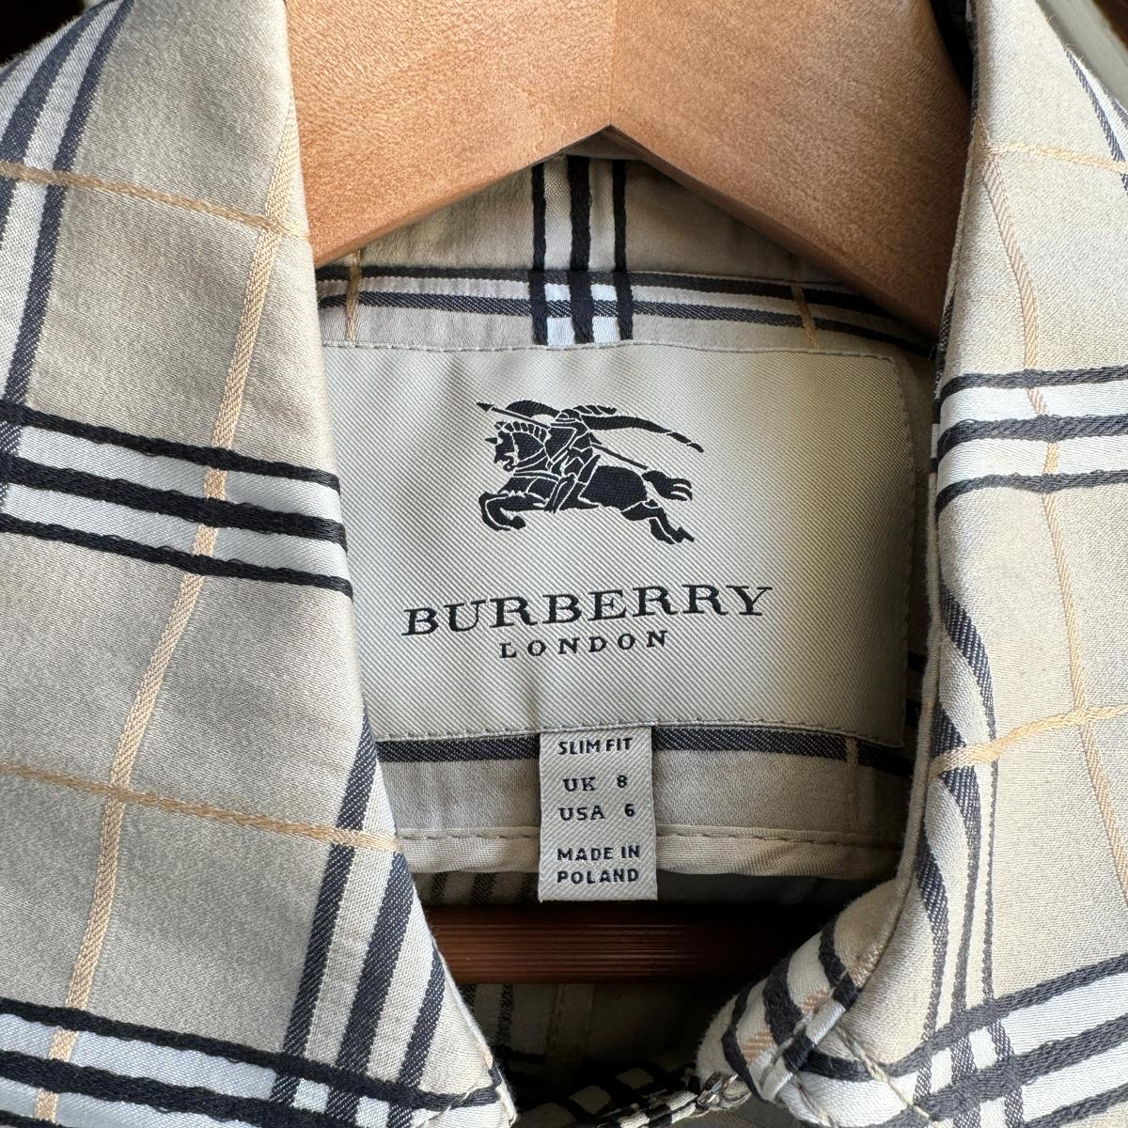 BURBERRY
LONDON
SLIM FIT
UK 8
USA 6
MADE IN
POLAND